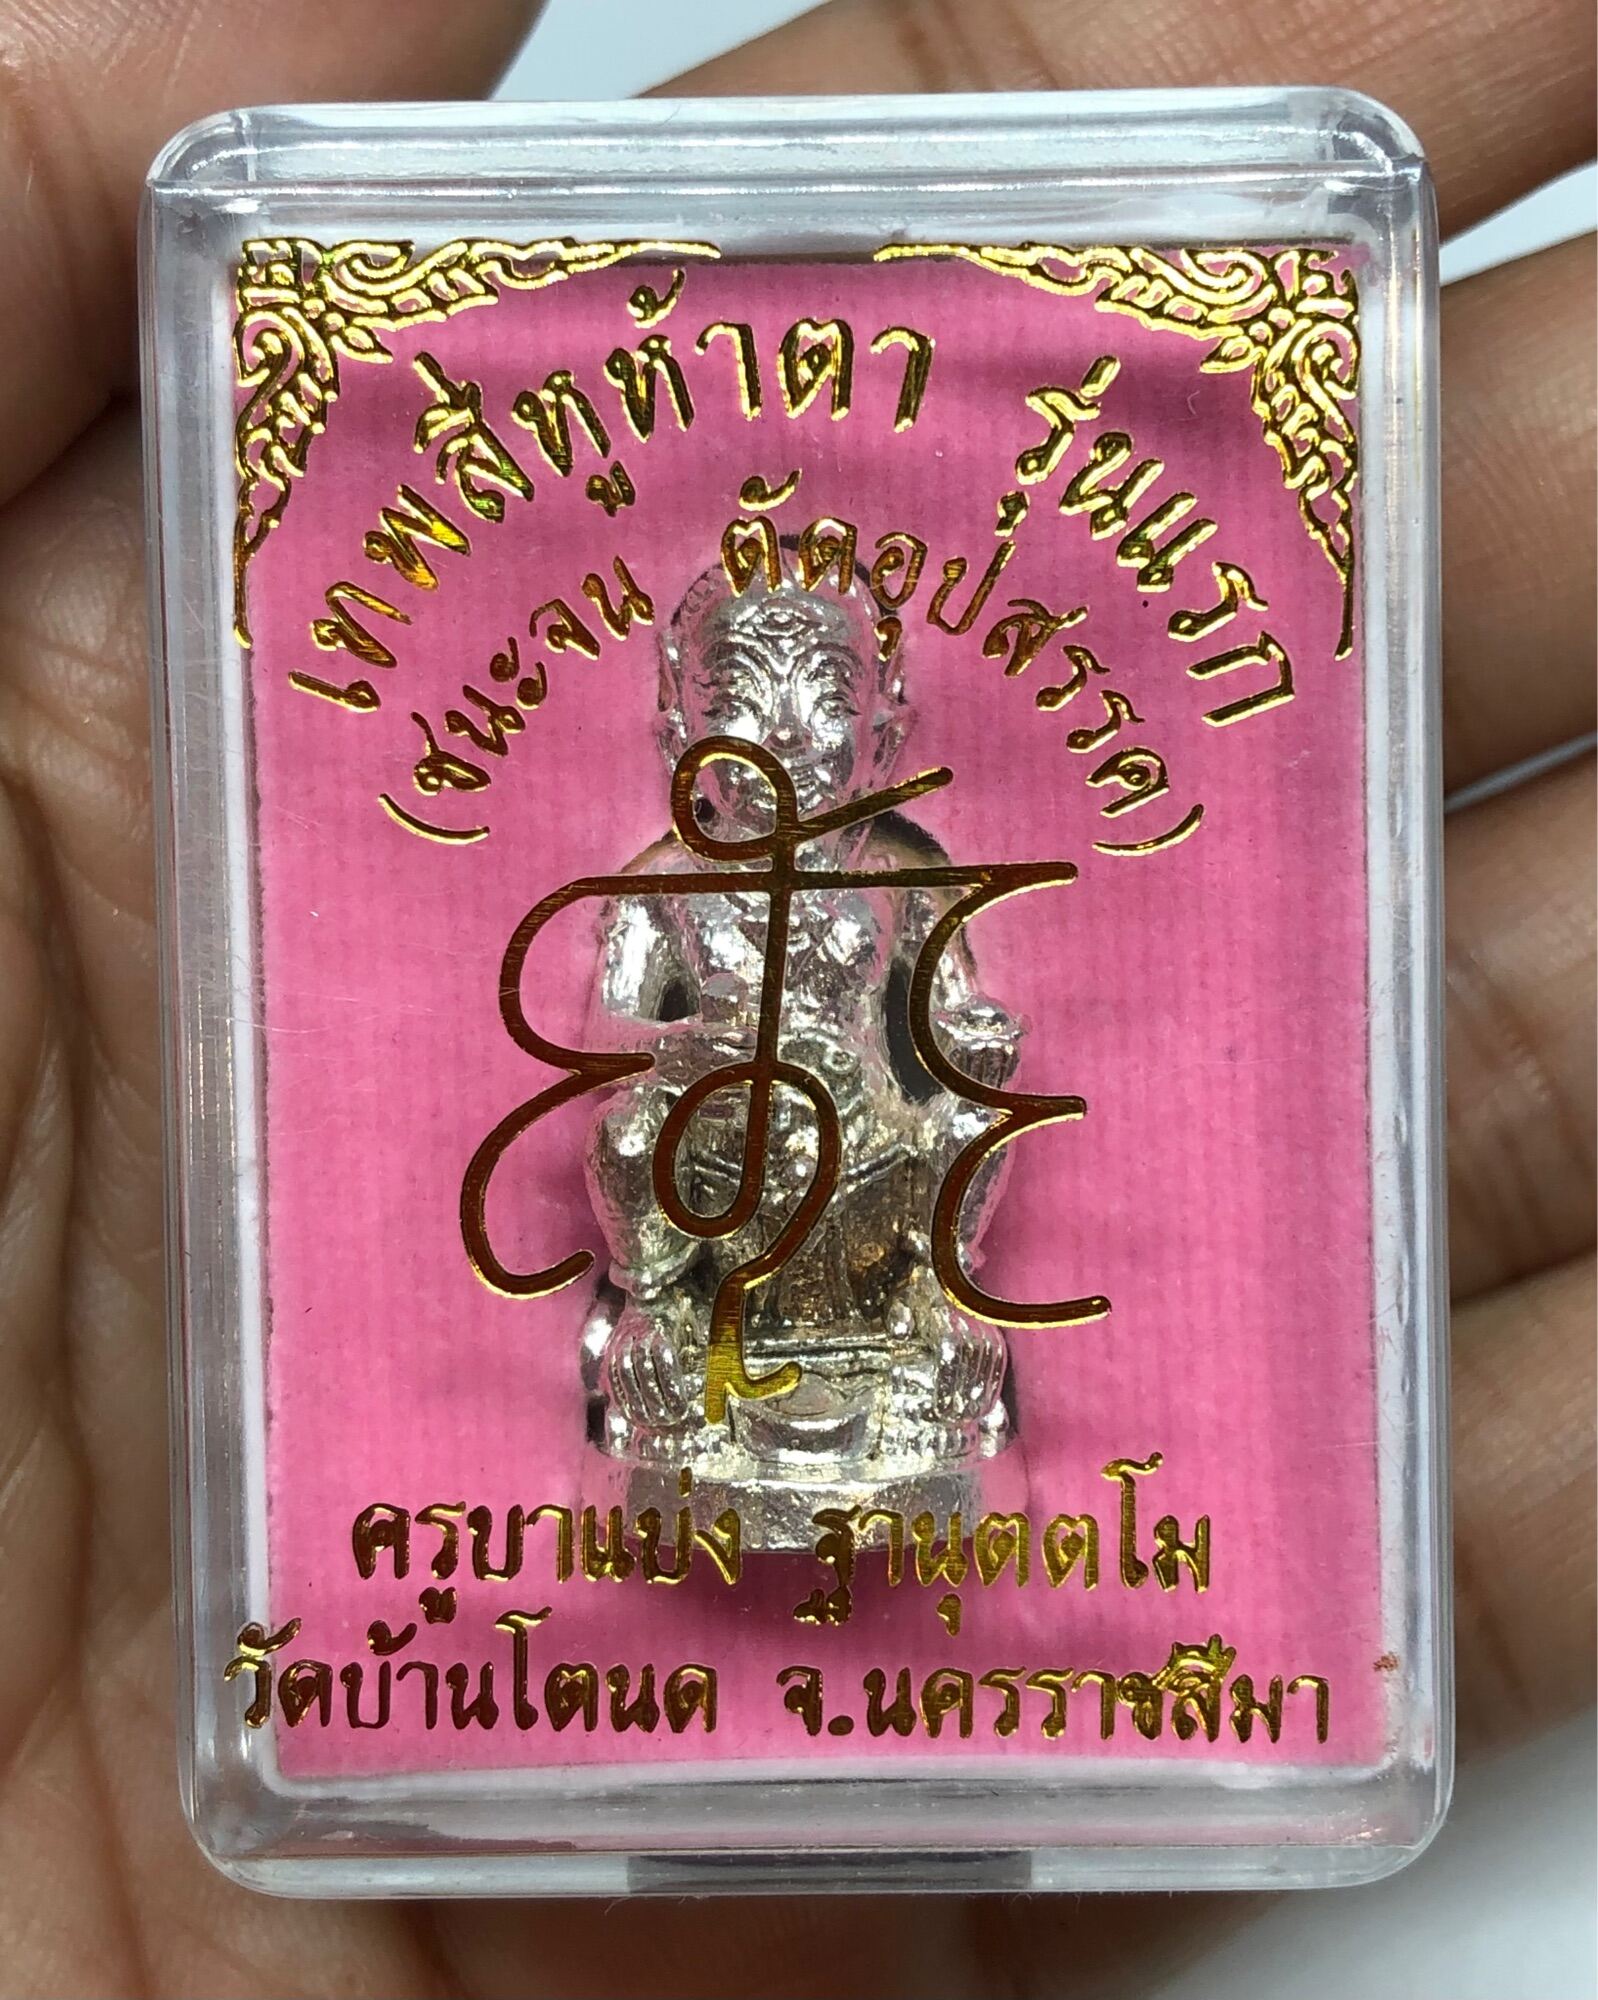 เทพสี่หูห้าตา รุ่นแรก
(ชนะจน ตัดอุปสรรค)
ครูบาแบ่ง ฐานุตตโม
วัดบ้านโตนด จ.นครราชสีมา